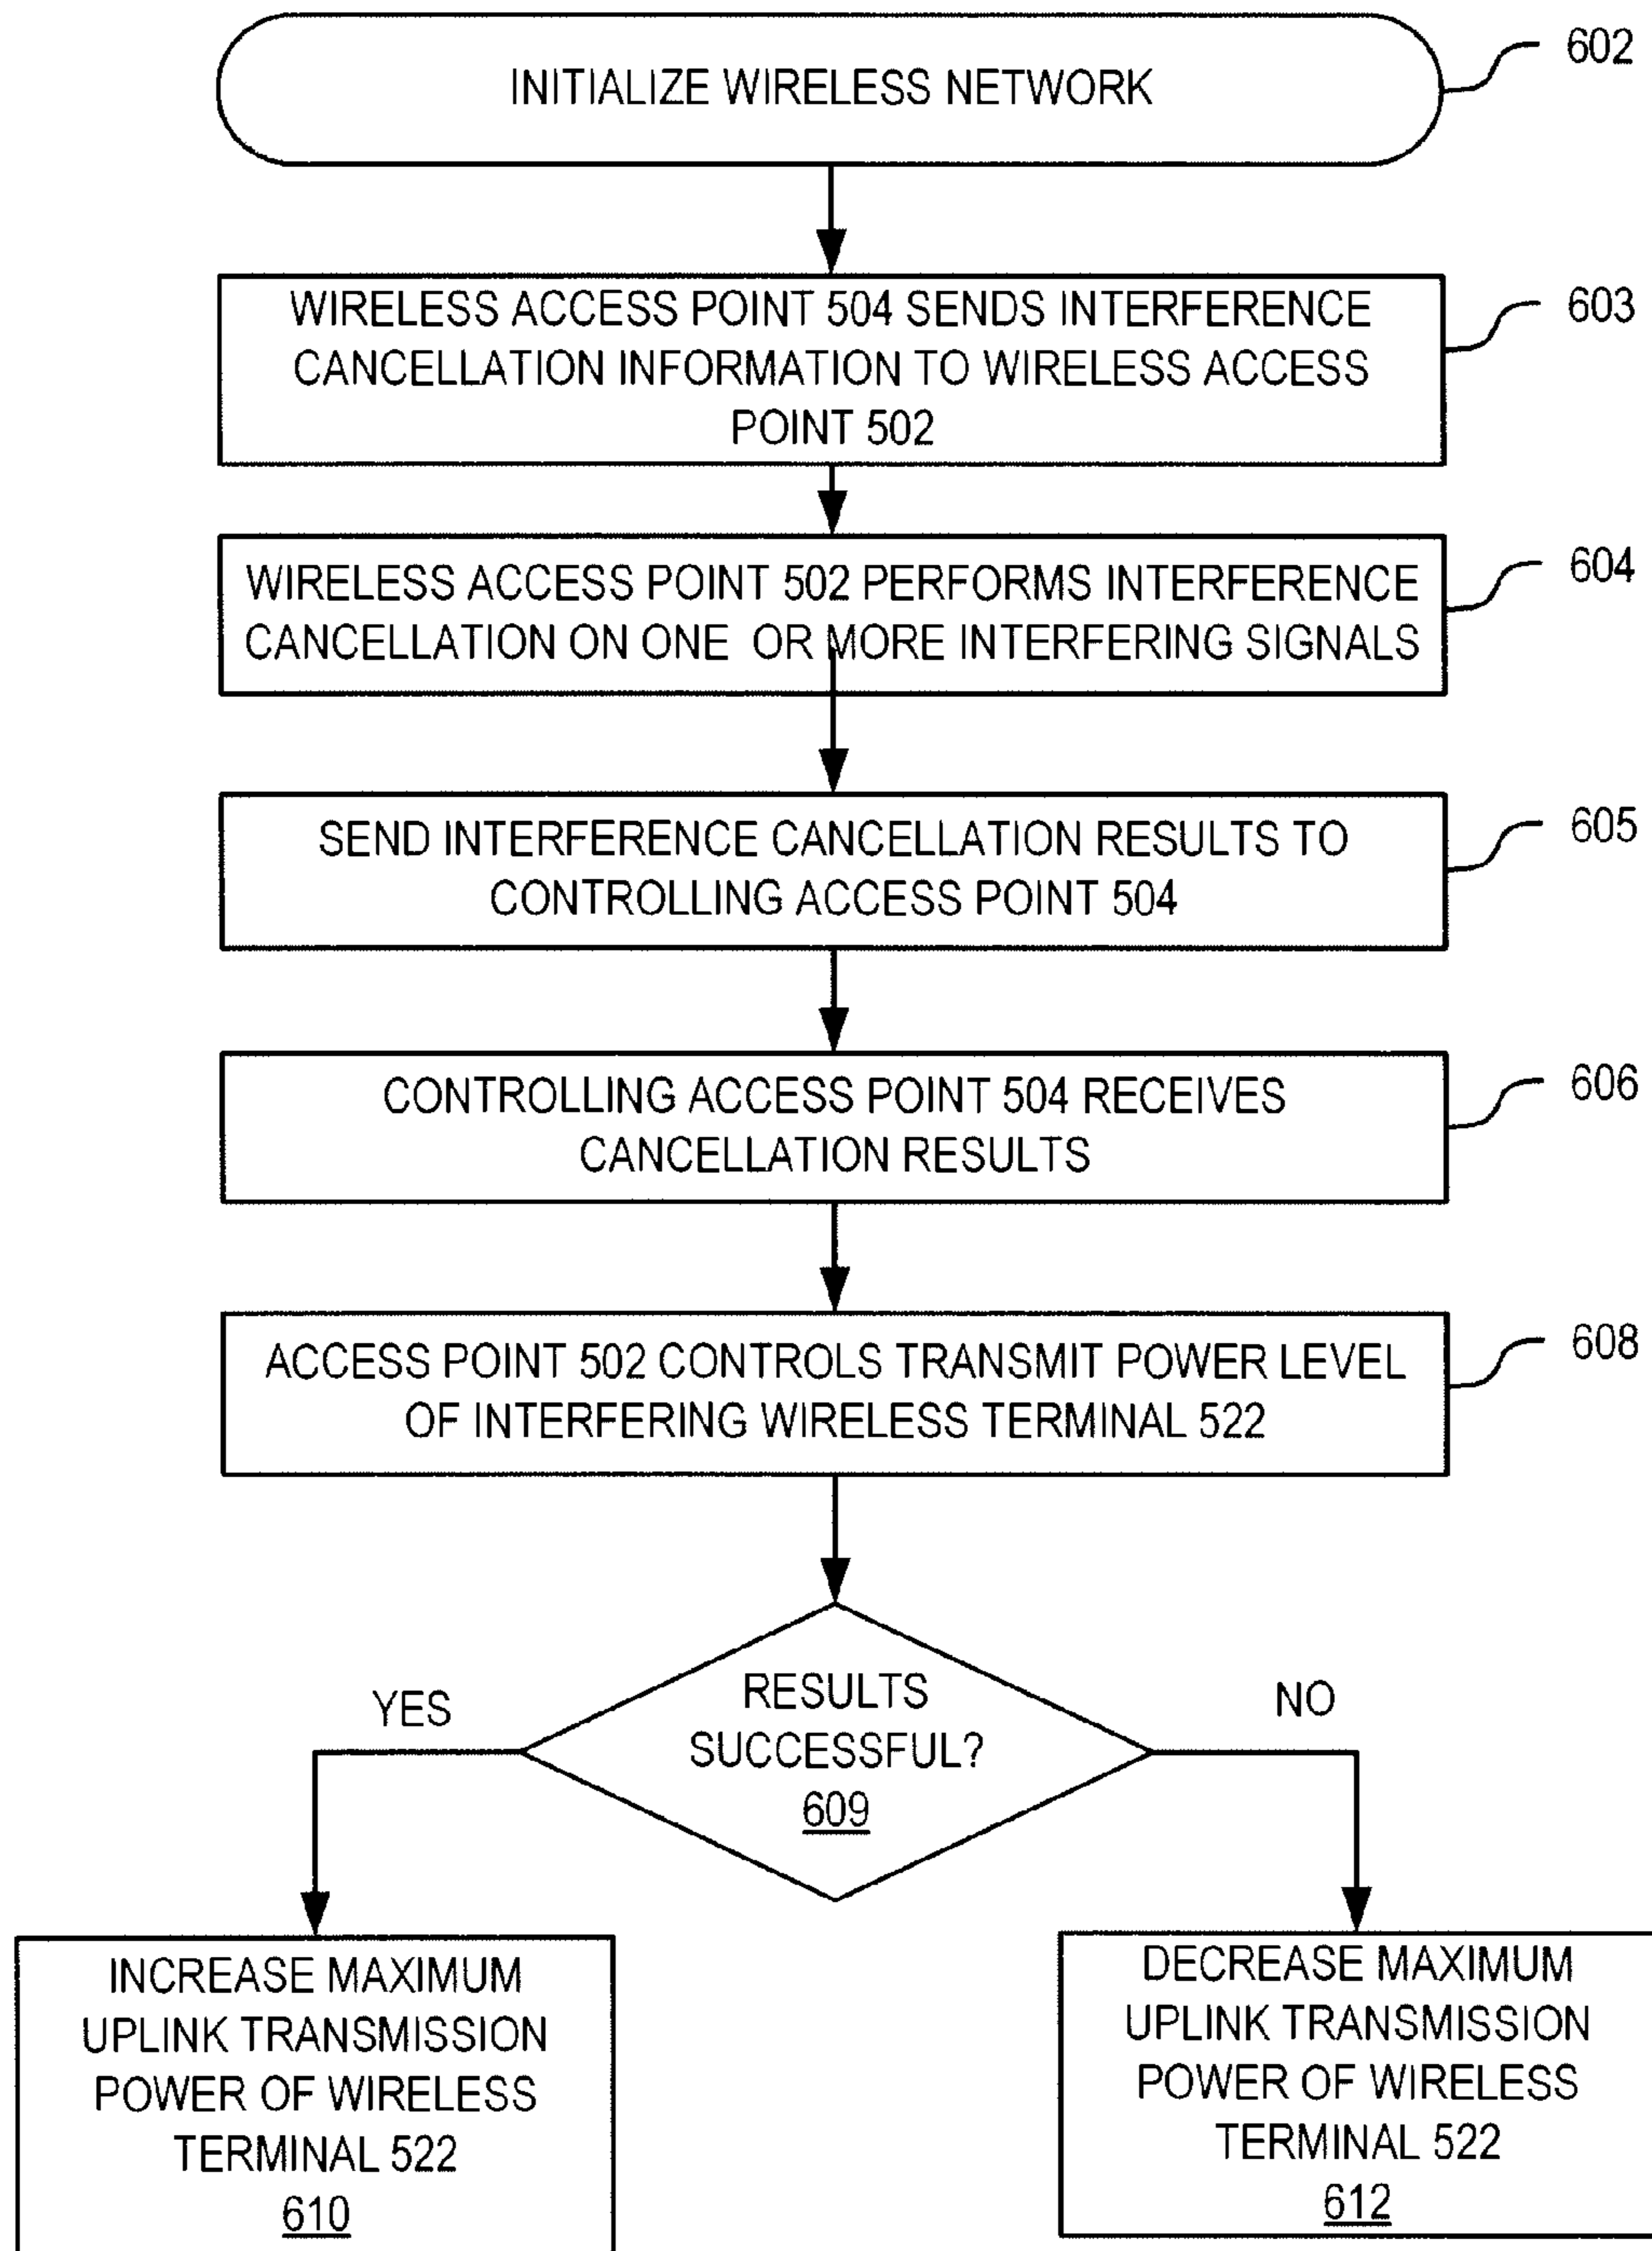 INITIALIZE WIRELESS NETWORK
602
WIRELESS ACCESS POINT 504 SENDS INTERFERENCE
CANCELLATION INFORMATION TO WIRELESS ACCESS
POINT 502
603
WIRELESS ACCESS POINT 502 PERFORMS INTERFERENCE
CANCELLATION ON ONE OR MORE INTERFERING SIGNALS
604
SEND INTERFERENCE CANCELLATION RESULTS TO
CONTROLLING ACCESS POINT 504
605
CONTROLLING ACCESS POINT 504 RECEIVES
CANCELLATION RESULTS
606
ACCESS POINT 502 CONTROLS TRANSMIT POWER LEVEL
OF INTERFERING WIRELESS TERMINAL 522
608
RESULTS
SUCCESSFUL?
609
YES
NO
INCREASE MAXIMUM
UPLINK TRANSMISSION
POWER OF WIRELESS
TERMINAL 522
610
DECREASE MAXIMUM
UPLINK TRANSMISSION
POWER OF WIRELESS
TERMINAL 522
612